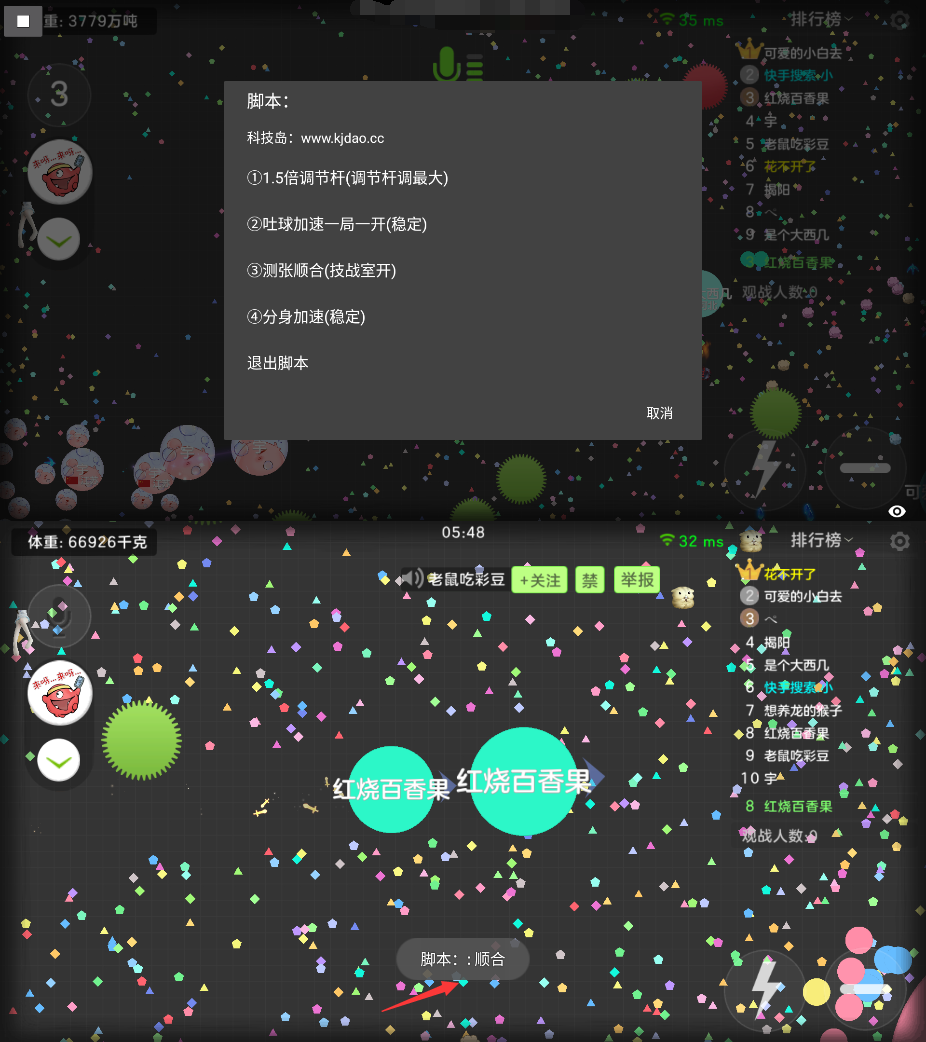 重: 3779万吨
35 ms
排行榜
3
来呀...来呀...
脚本:
科技岛: www.kjdao.cc
①1.5倍调节杆(调节杆调最大)
②吐球加速一局一开(稳定)
③测张顺合(技战室开)
④分身加速(稳定)
退出脚本
取消
可爱的小白去
2 快手搜索 小
3 红烧百香果
4 宇
5 老鼠吃彩豆
6 花不开了
7 揭阳
8 へ
9 是个大西几
红烧百香果
观战人数:0
可
体重: 66926千克
05:48
32 ms
排行榜
老鼠吃彩豆 +关注 禁 举报
来呀...来呀...
花不开了
2 可爱的小白去
3 へ
4 揭阳
5 是个大西几
6 快手搜索 小
7 想养龙的猴子
8 红烧百香果
9 老鼠吃彩豆
10 宇
8 红烧百香果
观战人数:0
红烧百香果
红烧百香果
脚本: : 顺合